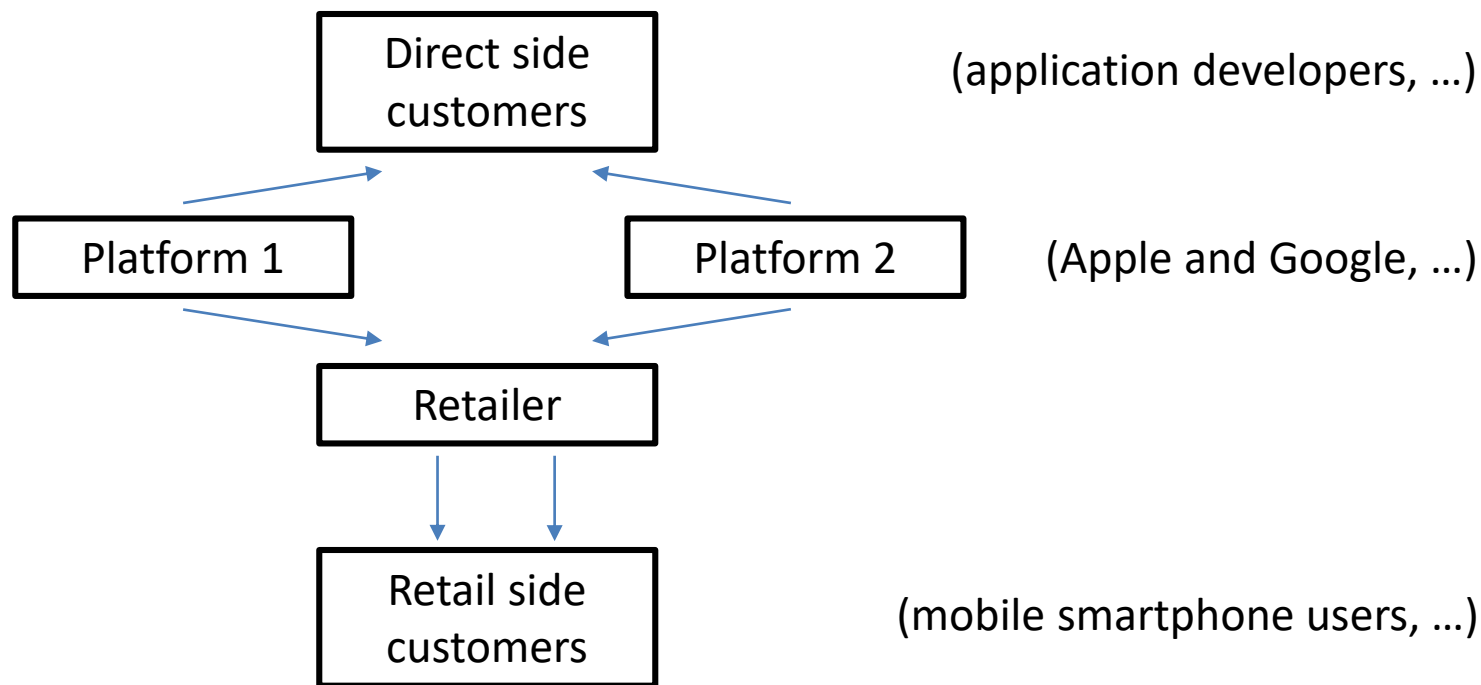 Direct side
customers
(application developers, …)
Platform 1
Platform 2
(Apple and Google, …)
Retailer
Retail side
customers
(mobile smartphone users, …)